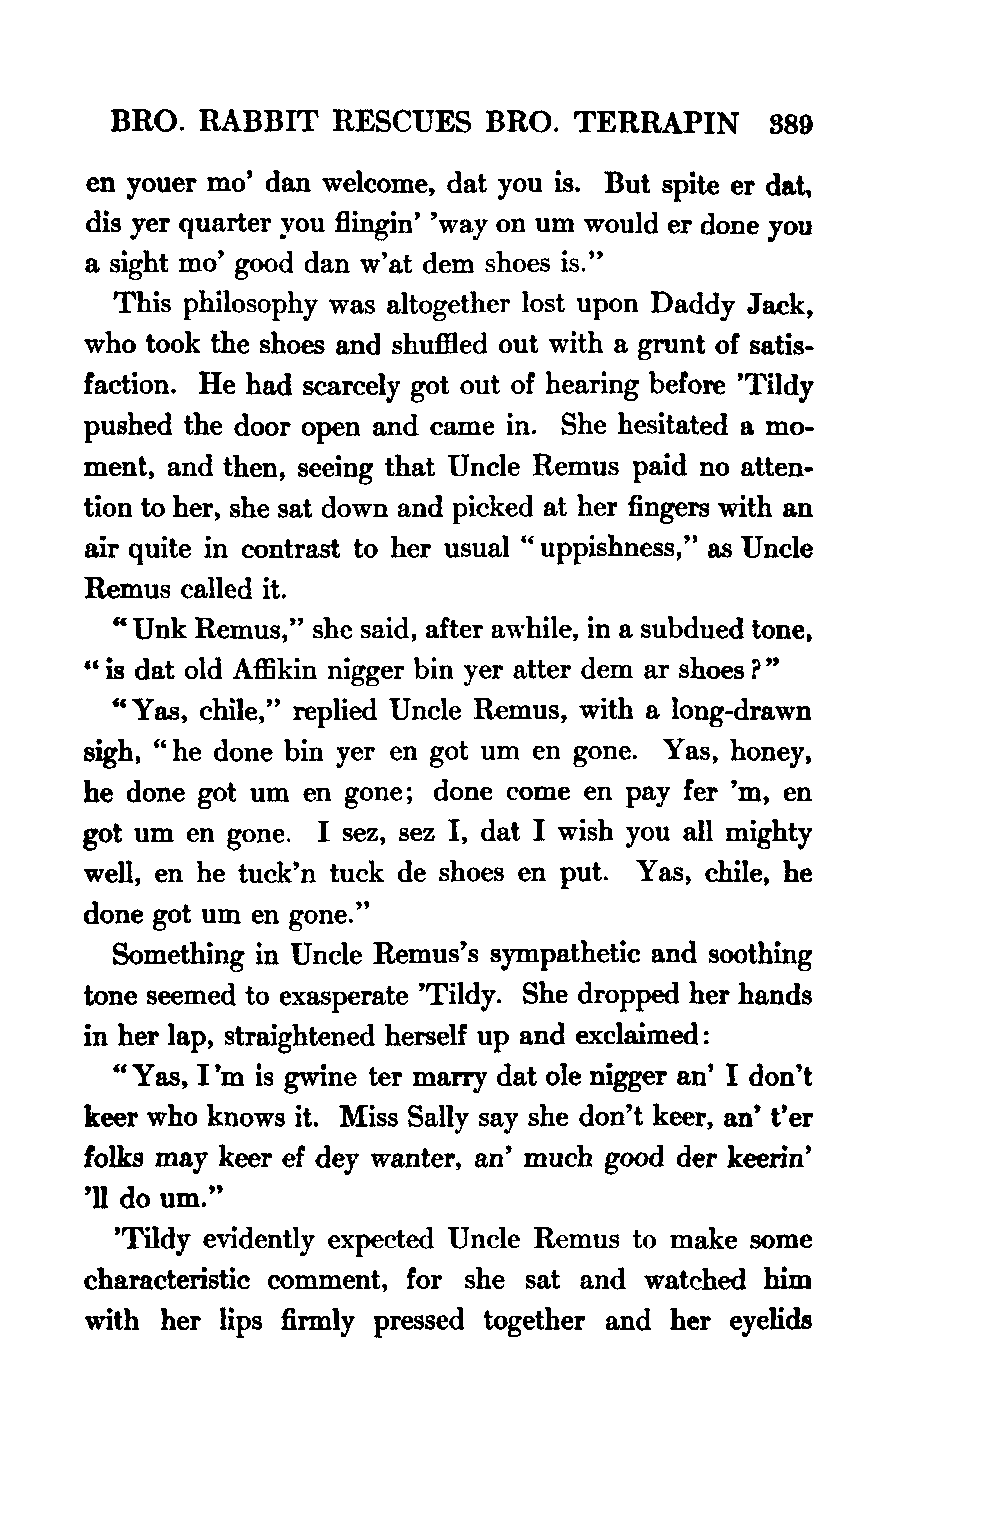 BRO. RABBIT RESCUES BRO. TERRAPIN 389
en youer mo’ dan welcome, dat you is. But spite er dat,
dis yer quarter you flingin’ ’way on um would er done you
a sight mo’ good dan w’at dem shoes is.”
This philosophy was altogether lost upon Daddy Jack,
who took the shoes and shuffled out with a grunt of satis-
faction. He had scarcely got out of hearing before ’Tildy
pushed the door open and came in. She hesitated a mo-
ment, and then, seeing that Uncle Remus paid no atten-
tion to her, she sat down and picked at her fingers with an
air quite in contrast to her usual “uppishness,” as Uncle
Remus called it.
“Unk Remus,” she said, after awhile, in a subdued tone,
“is dat old Affikin nigger bin yer atter dem ar shoes?”
“Yas, chile,” replied Uncle Remus, with a long-drawn
sigh, “he done bin yer en got um en gone. Yas, honey,
he done got um en gone; done come en pay fer ’m, en
got um en gone. I sez, sez I, dat I wish you all mighty
well, en he tuck’n tuck de shoes en put. Yas, chile, he
done got um en gone.”
Something in Uncle Remus’s sympathetic and soothing
tone seemed to exasperate ’Tildy. She dropped her hands
in her lap, straightened herself up and exclaimed:
“Yas, I’m is gwine ter marry dat ole nigger an’ I don’t
keer who knows it. Miss Sally say she don’t keer, an’ t’er
folks may keer ef dey wanter, an’ much good der keerin’
’ll do um.”
’Tildy evidently expected Uncle Remus to make some
characteristic comment, for she sat and watched him
with her lips firmly pressed together and her eyelids